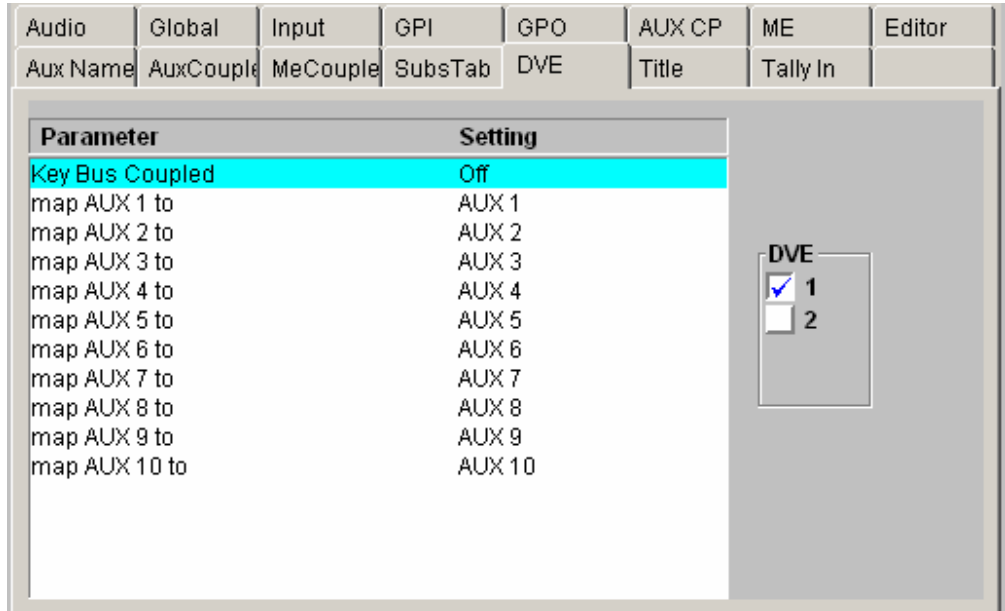 Audio Global Input GPI GPO AUX CP ME Editor
Aux Name AuxCouple MeCouple SubsTab DVE Title Tally In
Parameter Setting
Key Bus Coupled Off
map AUX 1 to AUX 1
map AUX 2 to AUX 2
map AUX 3 to AUX 3
map AUX 4 to AUX 4
map AUX 5 to AUX 5
map AUX 6 to AUX 6
map AUX 7 to AUX 7
map AUX 8 to AUX 8
map AUX 9 to AUX 9
map AUX 10 to AUX 10
DVE
1
2